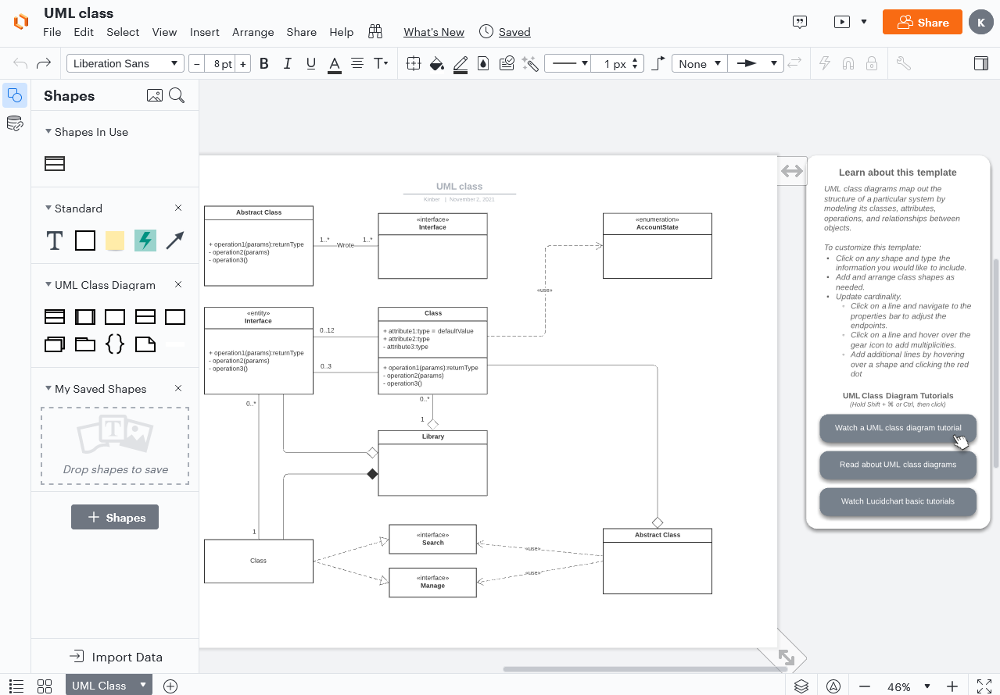 UML class
File Edit Select View Insert Arrange Share Help What's New Saved
Share
K
Liberation Sans − 8 pt + B I U A T 1 px None
Shapes
Shapes In Use
Standard
T
UML Class Diagram
{}
My Saved Shapes
T
Drop shapes to save
+ Shapes
Import Data
UML class
Kinber | November 2, 2021
Abstract Class
+ operation1(params):returnType
- operation2(params)
- operation3()
1..* Wrote 1..*
«interface»
Interface
«enumeration»
AccountState
«use»
«entity»
Interface
+ operation1(params):returnType
- operation2(params)
- operation3()
0..12
0..3
Class
+ attribute1:type = defaultValue
+ attribute2:type
- attribute3:type
+ operation1(params):returnType
- operation2(params)
- operation3()
0..*
0..*
1
Library
1
Class
«interface»
Search
«interface»
Manage
«use»
«use»
Abstract Class
Learn about this template
UML class diagrams map out the
structure of a particular system by
modeling its classes, attributes,
operations, and relationships between
objects.
To customize this template:
• Click on any shape and type the
information you would like to include.
• Add and arrange class shapes as
needed.
• Update cardinality.
◦ Click on a line and navigate to the
properties bar to adjust the
endpoints.
◦ Click on a line and hover over the
gear icon to add multiplicities.
◦ Add additional lines by hovering
over a shape and clicking the red
dot
UML Class Diagram Tutorials
(Hold Shift + ⌘ or Ctrl, then click)
Watch a UML class diagram tutorial
Read about UML class diagrams
Watch Lucidchart basic tutorials
UML Class
46%